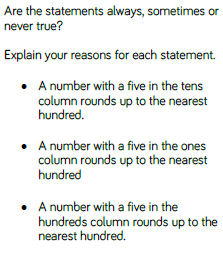 Are the statements always, sometimes or
never true?
Explain your reasons for each statement.
• A number with a five in the tens
column rounds up to the nearest
hundred.
• A number with a five in the ones
column rounds up to the nearest
hundred
• A number with a five in the
hundreds column rounds up to the
nearest hundred.